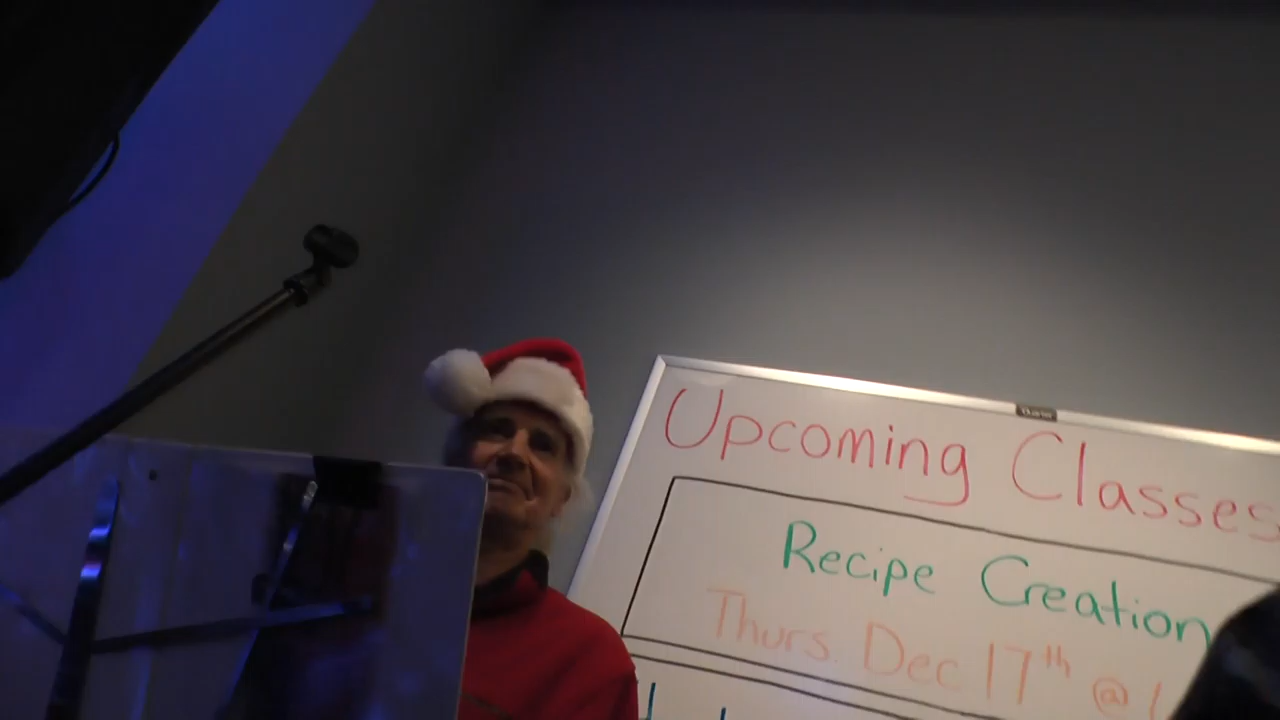 Upcoming Classes
Recipe Creation
Thurs. Dec 17th @